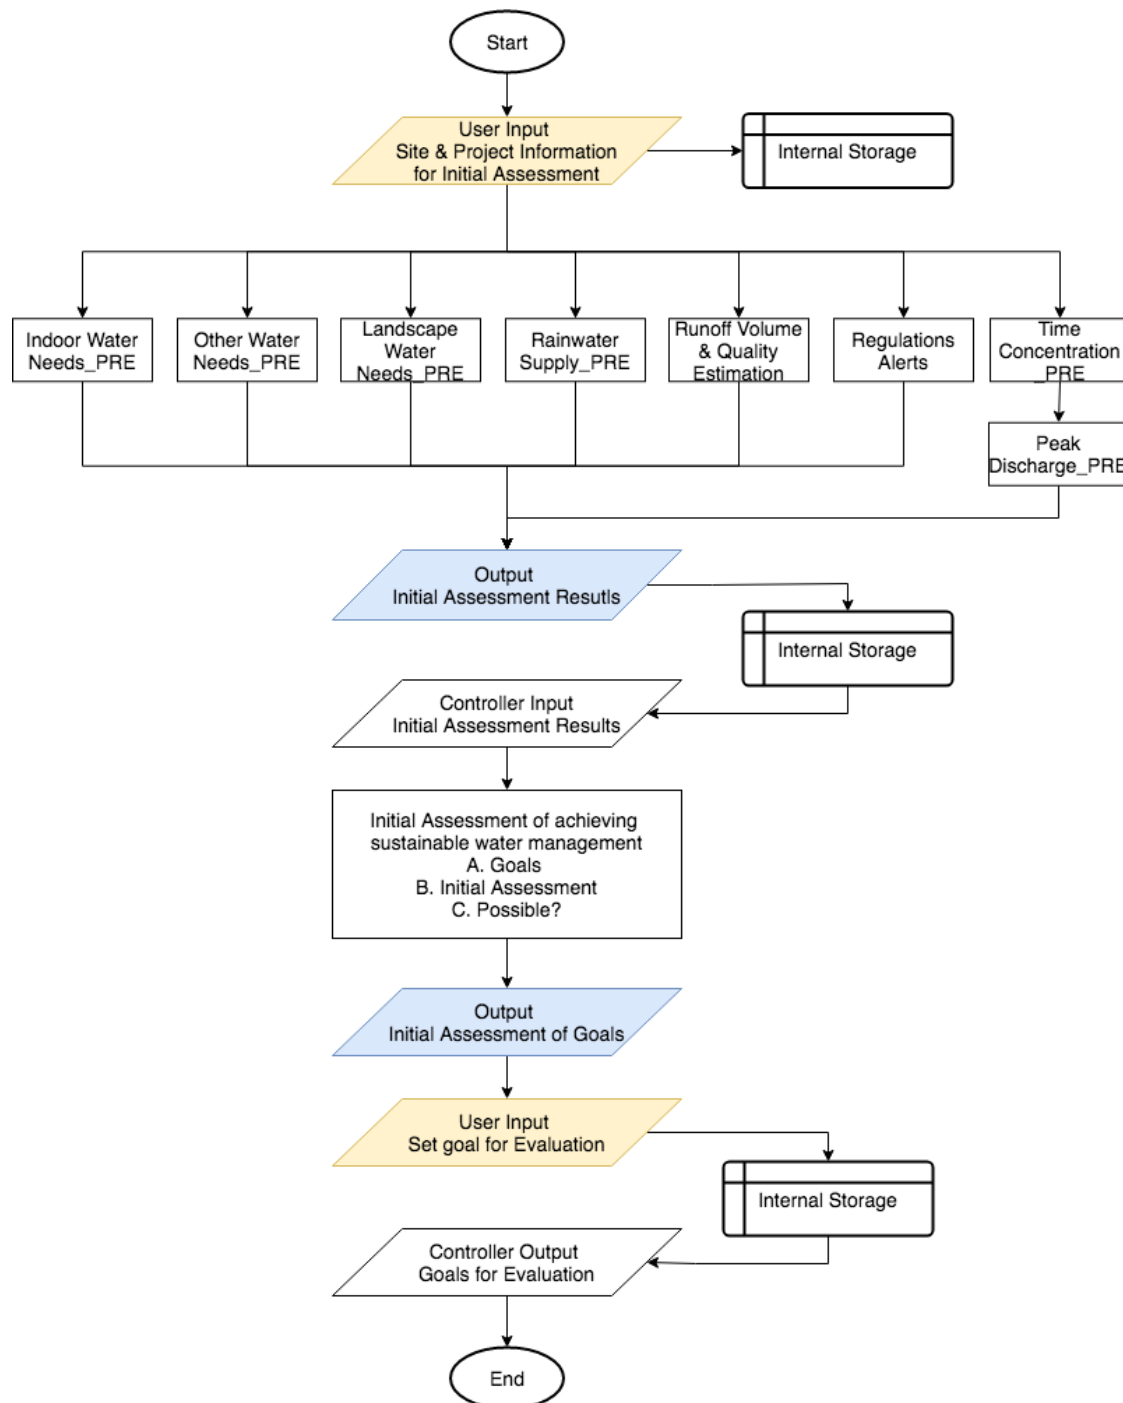 Start
User Input
Site & Project Information
for Initial Assessment
Internal Storage
Indoor Water
Needs_PRE
Other Water
Needs_PRE
Landscape
Water
Needs_PRE
Rainwater
Supply_PRE
Runoff Volume
& Quality
Estimation
Regulations
Alerts
Time
Concentration
_PRE
Peak
Discharge_PRE
Output
Initial Assessment Resutls
Internal Storage
Controller Input
Initial Assessment Results
Initial Assessment of achieving
sustainable water management
A. Goals
B. Initial Assessment
C. Possible?
Output
Initial Assessment of Goals
User Input
Set goal for Evaluation
Internal Storage
Controller Output
Goals for Evaluation
End